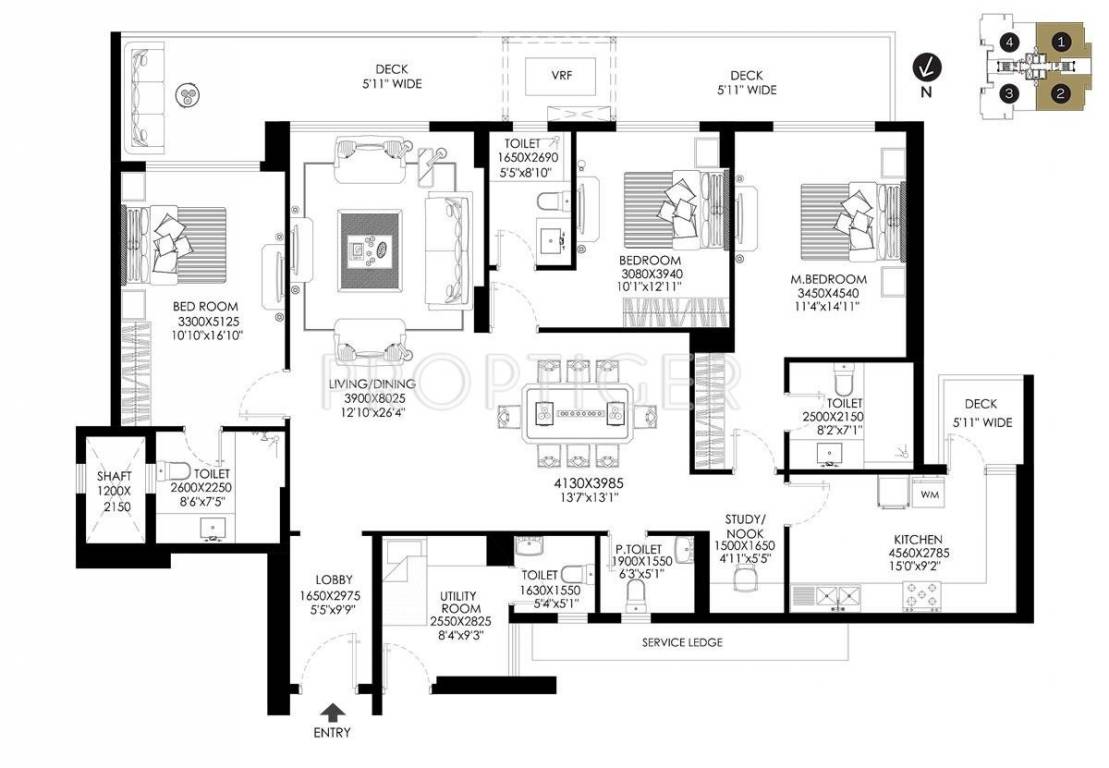 DECK
5'11" WIDE
VRF
DECK
5'11" WIDE
N
4
1
3
2
TOILET
1650X2690
5'5"x8'10"
BEDROOM
3080X3940
10'1"x12'11"
M.BEDROOM
3450X4540
11'4"x14'11"
BED ROOM
3300X5125
10'10"x16'10"
PROPTIGER
LIVING/DINING
3900X8025
12'10"x26'4"
TOILET
2500X2150
8'2"x7'1"
DECK
5'11" WIDE
SHAFT
1200X
2150
TOILET
2600X2250
8'6"x7'5"
4130X3985
13'7"x13'1"
WM
STUDY/
NOOK
1500X1650
4'11"x5'5"
KITCHEN
4560X2785
15'0"x9'2"
LOBBY
1650X2975
5'5"x9'9"
UTILITY
ROOM
2550X2825
8'4"x9'3"
TOILET
1630X1550
5'4"x5'1"
P.TOILET
1900X1550
6'3"x5'1"
SERVICE LEDGE
ENTRY